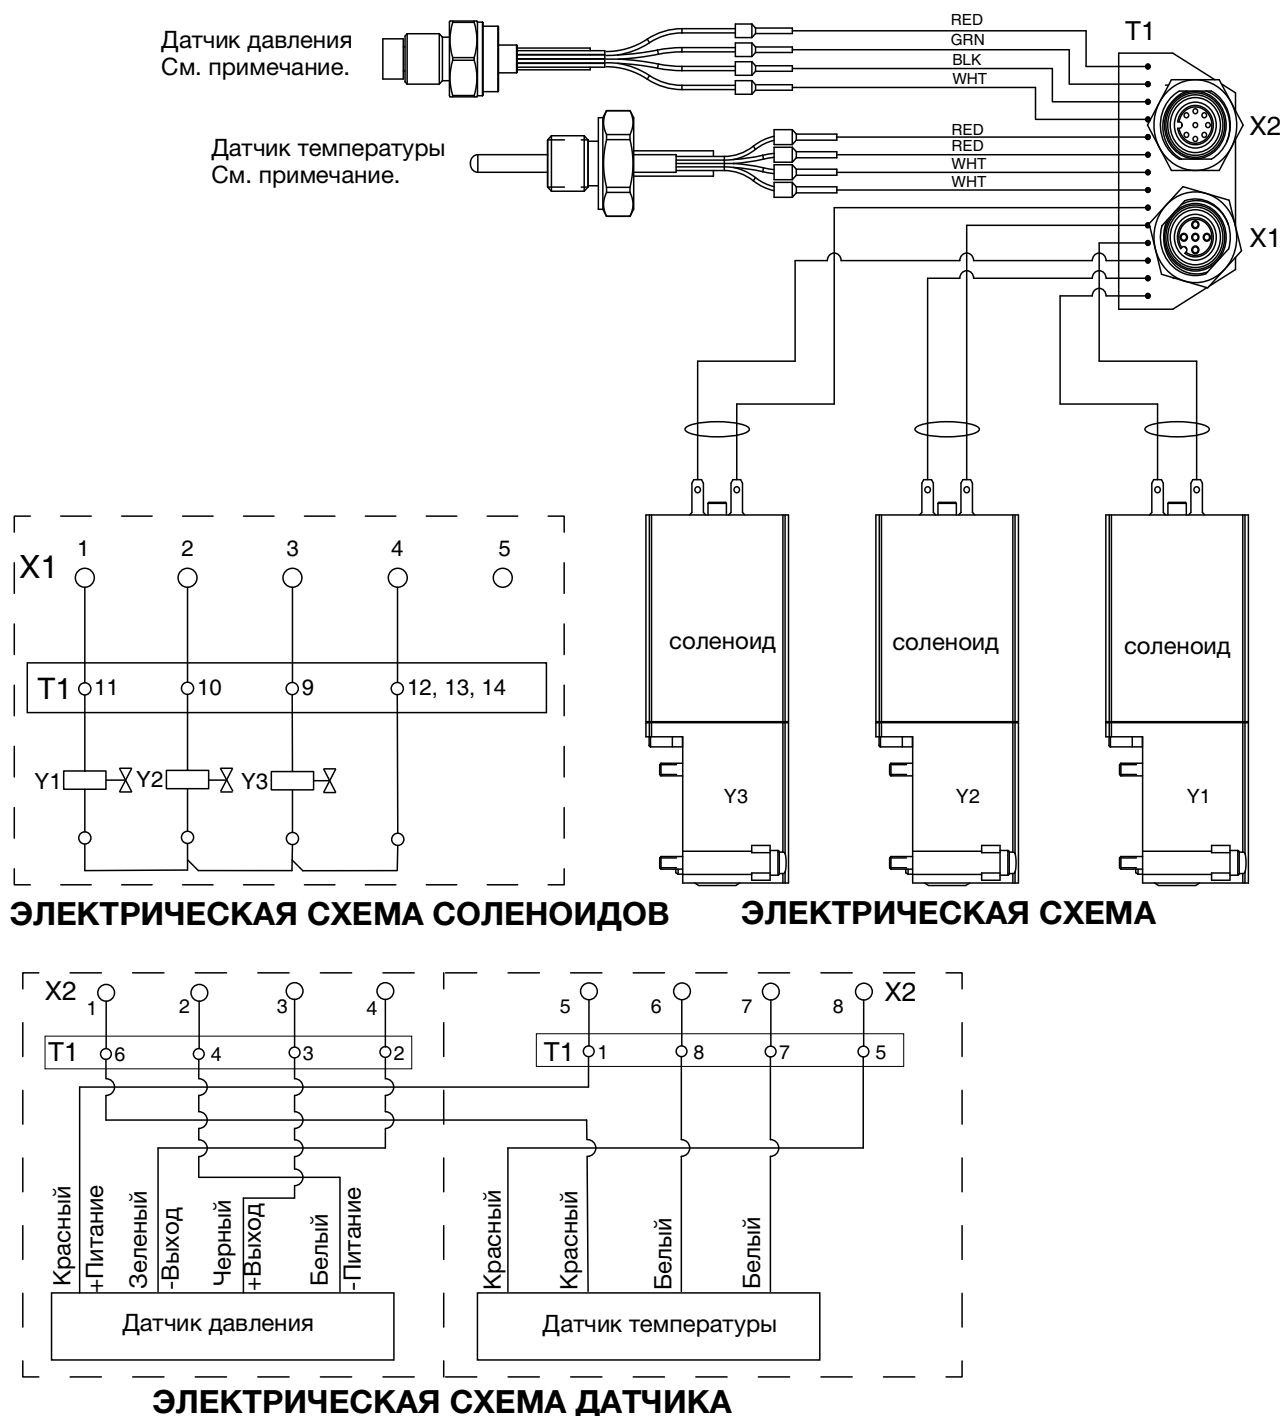 Датчик давления
См. примечание.
RED
GRN
BLK
WHT
T1
X2
Датчик температуры
См. примечание.
RED
RED
WHT
WHT
X1
соленоид
соленоид
соленоид
Y3
Y2
Y1
X1
1
2
3
4
5
T1
11
10
9
12, 13, 14
Y1
Y2
Y3
ЭЛЕКТРИЧЕСКАЯ СХЕМА СОЛЕНОИДОВ
ЭЛЕКТРИЧЕСКАЯ СХЕМА
X2
1
2
3
4
5
6
7
8
X2
T1
6
4
3
2
T1
1
8
7
5
Красный
+Питание
Зеленый
-Выход
Черный
+Выход
Белый
-Питание
Красный
Красный
Белый
Белый
Датчик давления
Датчик температуры
ЭЛЕКТРИЧЕСКАЯ СХЕМА ДАТЧИКА